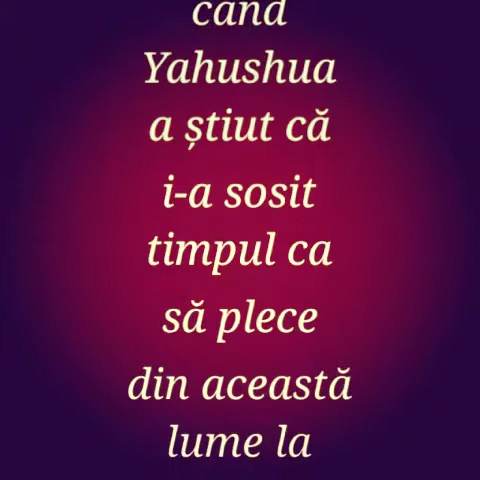 când
Yahushua
a știut că
i-a sosit
timpul ca
să plece
din această
lume la